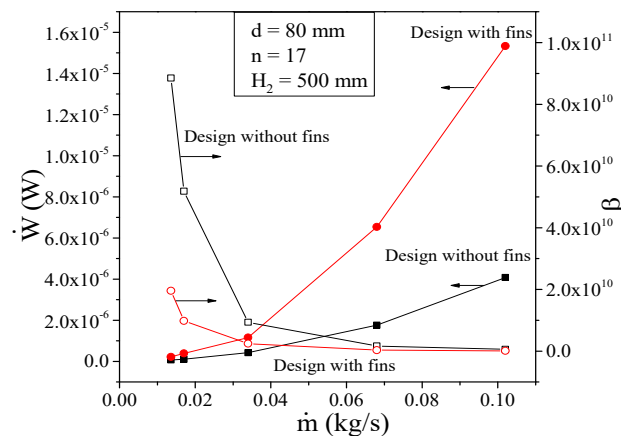 d = 80 mm
n = 17
H₂ = 500 mm
Design with fins
Design without fins
Design without fins
Design with fins
1.6x10⁻⁵
1.4x10⁻⁵
1.2x10⁻⁵
1.0x10⁻⁵
8.0x10⁻⁶
6.0x10⁻⁶
4.0x10⁻⁶
2.0x10⁻⁶
0.0
Ẇ (W)
1.0x10¹¹
8.0x10¹⁰
6.0x10¹⁰
4.0x10¹⁰
2.0x10¹⁰
0.0
β
0.00 0.02 0.04 0.06 0.08 0.10
ṁ (kg/s)